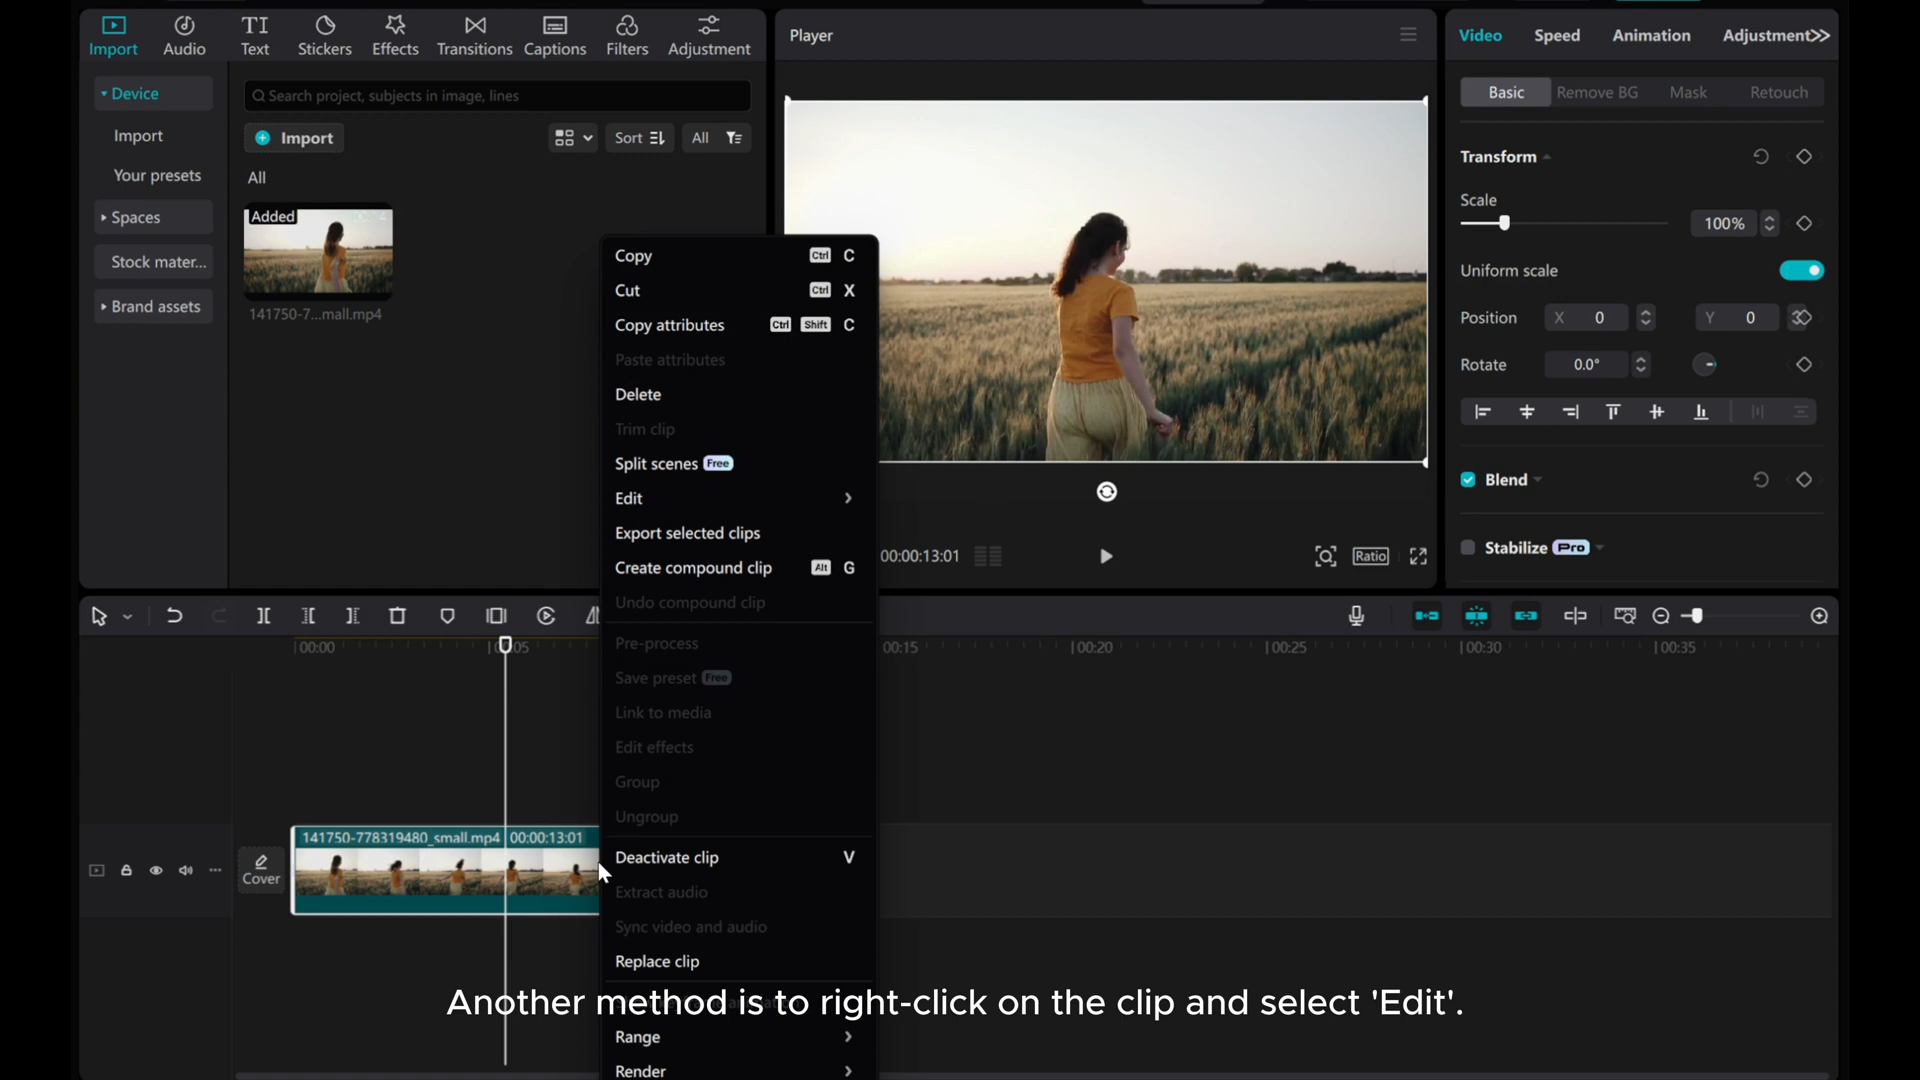 Import
Audio
TI
Text
Stickers
Effects
Transitions
Captions
Filters
Adjustment
Device
Import
Your presets
Spaces
Stock mater...
Brand assets
Search project, subjects in image, lines
Import
Sort
All
All
Added
141750-7...mall.mp4
Player
00:00:13:01
Ratio
Video
Speed
Animation
Adjustment
Basic
Remove BG
Mask
Retouch
Transform
Scale
100%
Uniform scale
Position
X 0
Y 0
Rotate
0.0°
Blend
Stabilize Pro
Copy Ctrl C
Cut Ctrl X
Copy attributes Ctrl Shift C
Paste attributes
Delete
Trim clip
Split scenes Free
Edit
Export selected clips
Create compound clip Alt G
Undo compound clip
Pre-process
Save preset Free
Link to media
Edit effects
Group
Ungroup
Deactivate clip V
Extract audio
Sync video and audio
Replace clip
Range
Render
00:00
00:15
00:20
00:25
00:30
00:35
Cover
141750-778319480_small.mp4 00:00:13:01
Another method is to right-click on the clip and select 'Edit'.